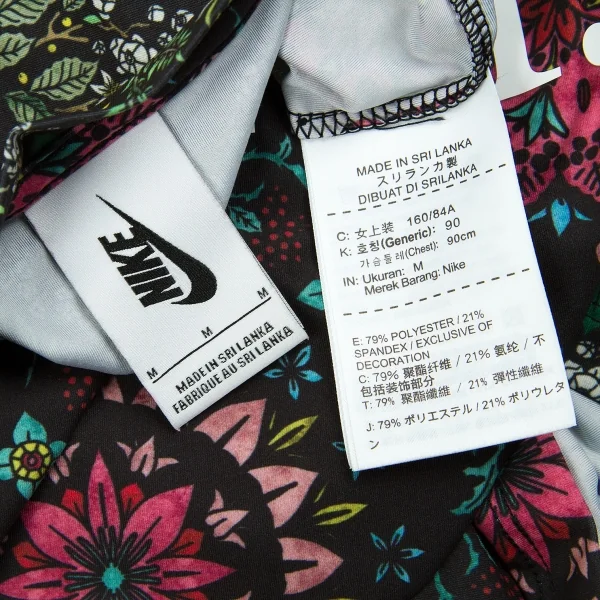 NIKE
M M M
MADE IN SRI LANKA
FABRIQUE AU SRI LANKA
MADE IN SRI LANKA
スリランカ製
DIBUAT DI SRILANKA
C: 女上装 160/84A
K: 호칭(Generic): 90
가슴둘레(Chest): 90cm
IN: Ukuran: M
Merek Barang: Nike
E: 79% POLYESTER / 21%
SPANDEX / EXCLUSIVE OF
DECORATION
C: 79% 聚酯纤维 / 21% 氨纶 / 不
包括装饰部分
T: 79% 聚酯纖維 / 21% 彈性纖維
J: 79% ポリエステル / 21% ポリウレタ
ン